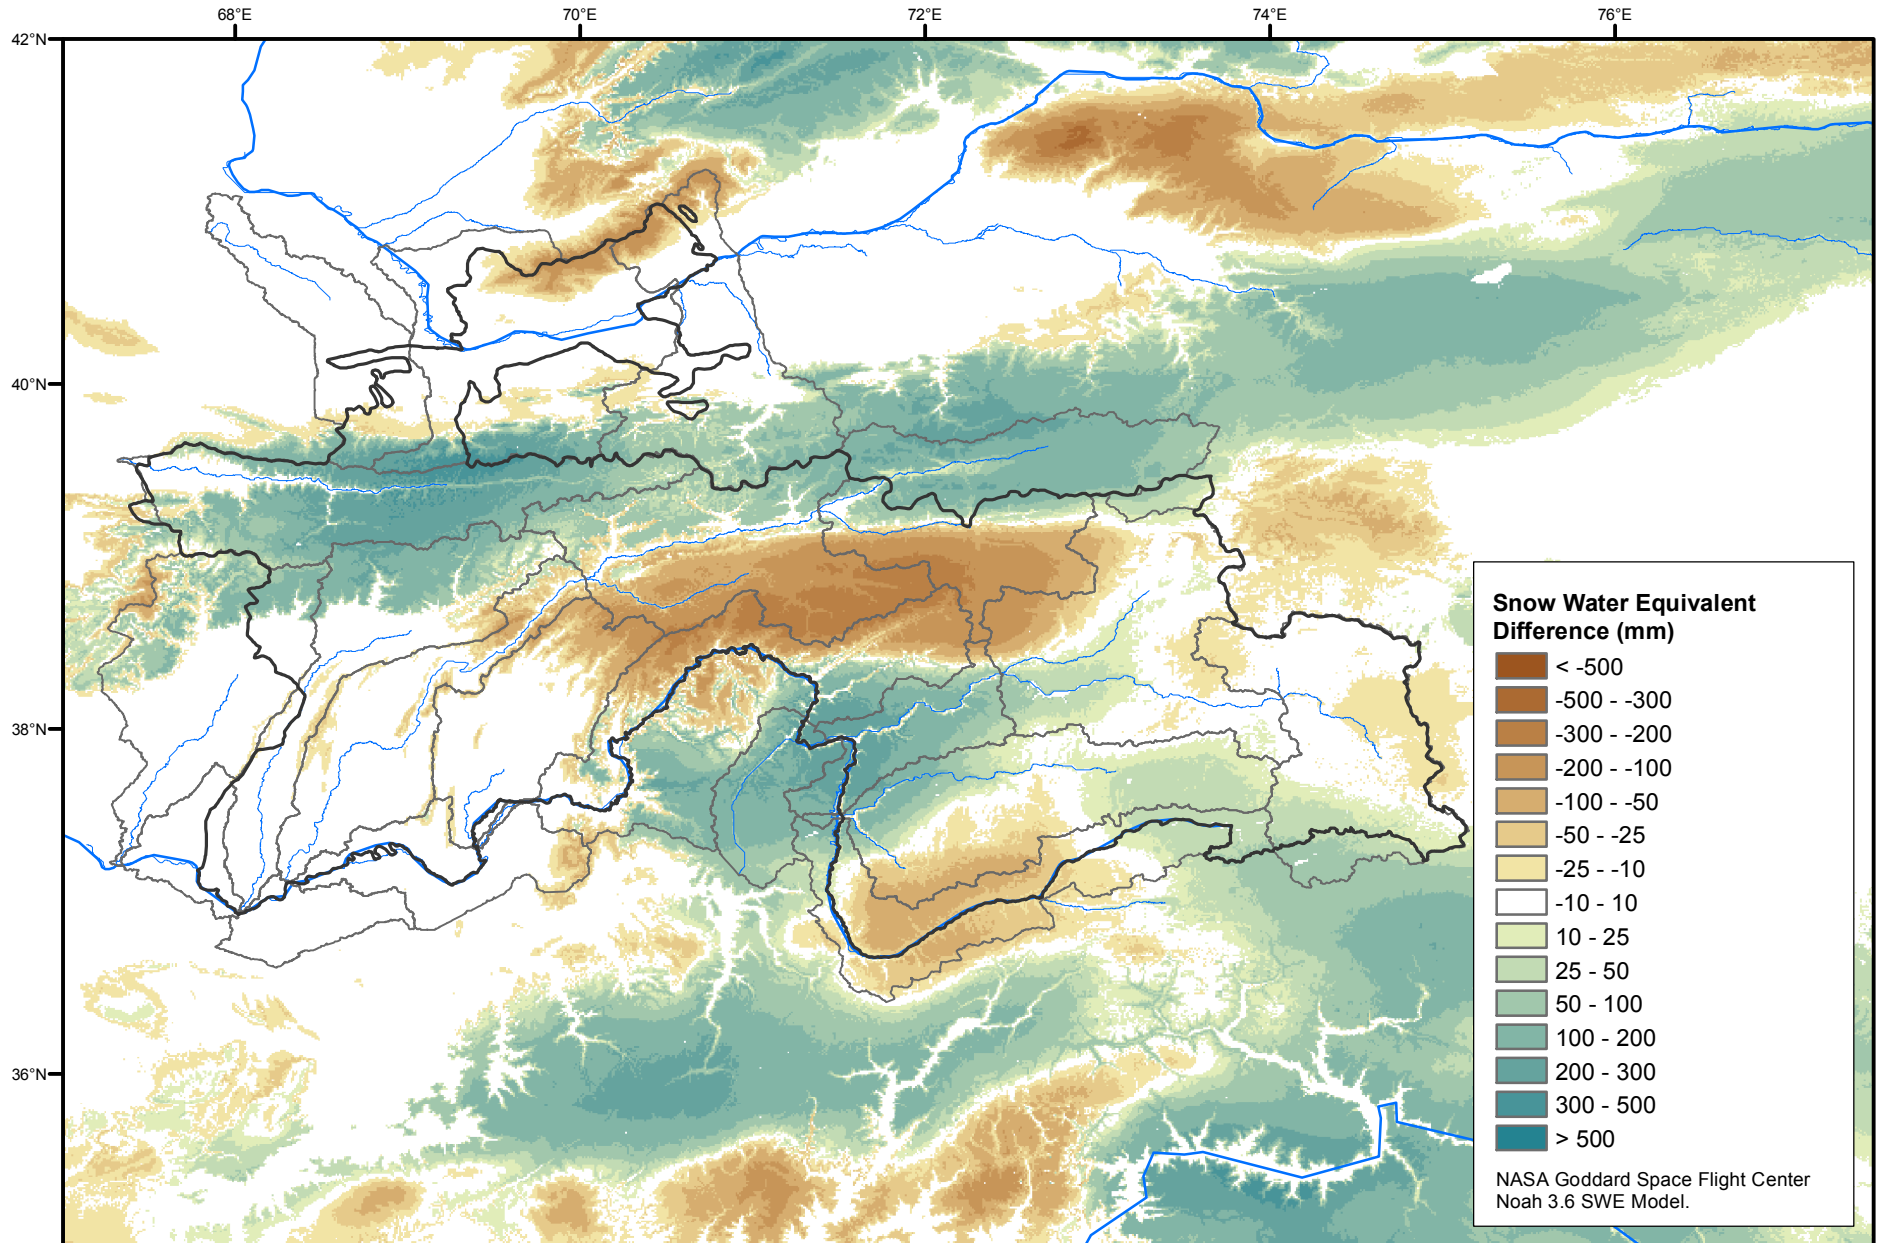 68°E
70°E
72°E
74°E
76°E
42°N
40°N
38°N
36°N
Snow Water Equivalent
Difference (mm)
< -500
-500 - -300
-300 - -200
-200 - -100
-100 - -50
-50 - -25
-25 - -10
-10 - 10
10 - 25
25 - 50
50 - 100
100 - 200
200 - 300
300 - 500
> 500
NASA Goddard Space Flight Center
Noah 3.6 SWE Model.